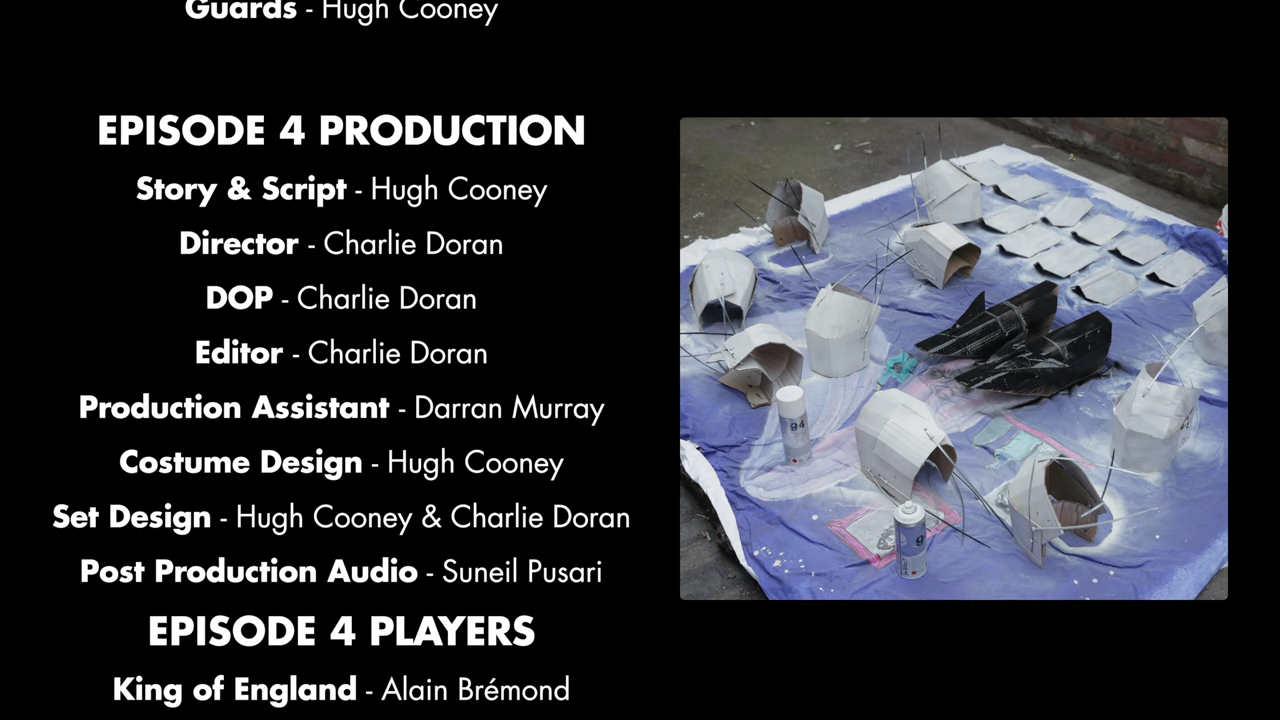 Guards - Hugh Cooney
EPISODE 4 PRODUCTION
Story & Script - Hugh Cooney
Director - Charlie Doran
DOP - Charlie Doran
Editor - Charlie Doran
Production Assistant - Darran Murray
Costume Design - Hugh Cooney
Set Design - Hugh Cooney & Charlie Doran
Post Production Audio - Suneil Pusari
EPISODE 4 PLAYERS
King of England - Alain Brémond
94
9